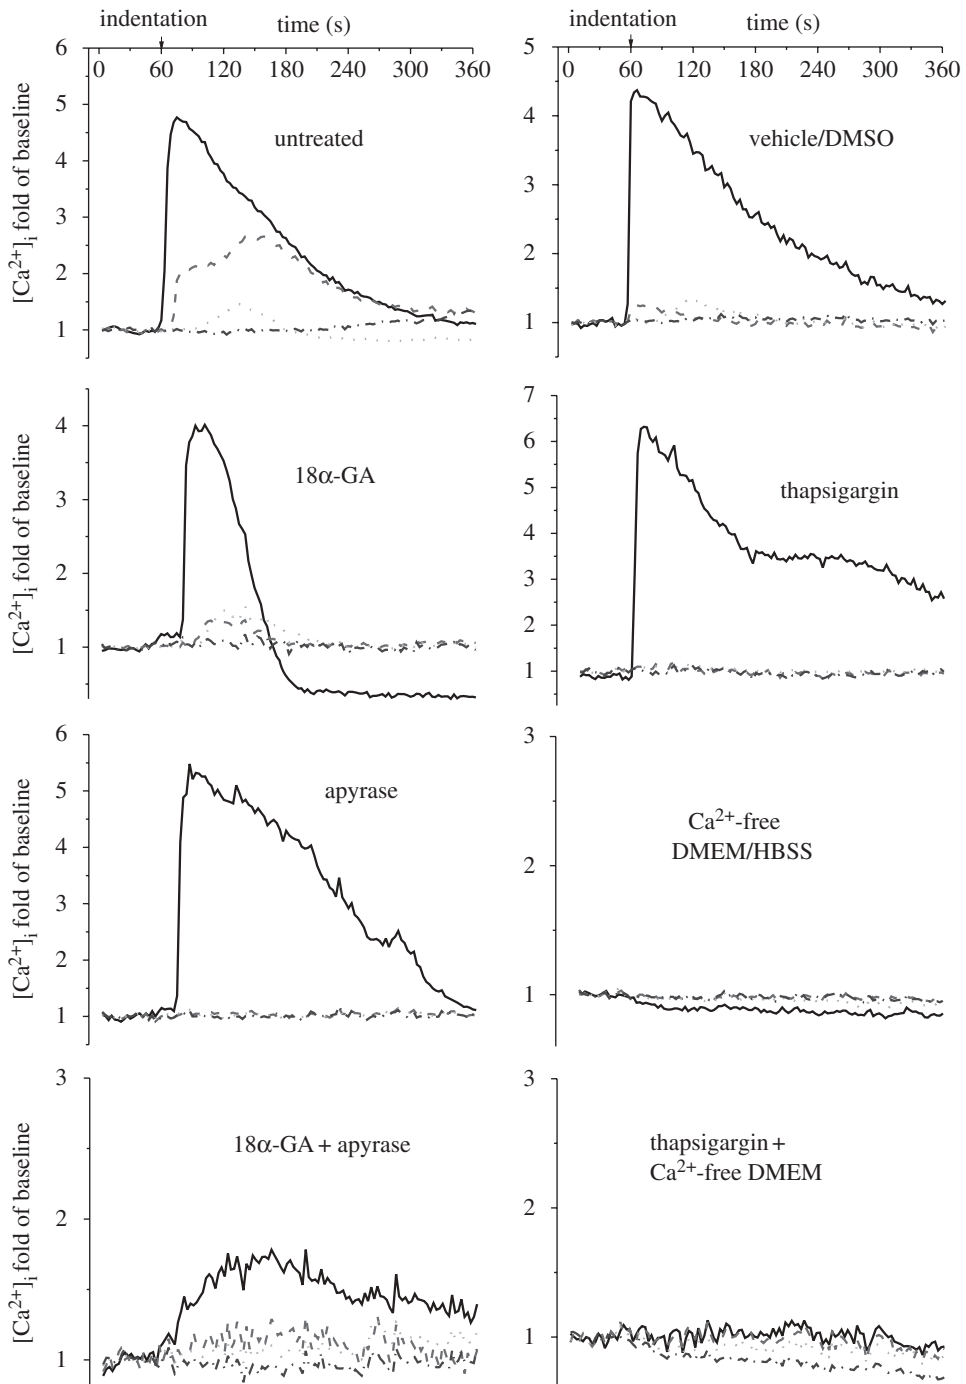 indentation time (s)
indentation time (s)
6
5
0 60 120 180 240 300 360
0 60 120 180 240 300 360
[Ca²⁺]ᵢ fold of baseline
5
4
3
2
1
untreated
4
3
2
1
vehicle/DMSO
[Ca²⁺]ᵢ fold of baseline
4
3
2
1
18α-GA
7
6
5
4
3
2
1
thapsigargin
[Ca²⁺]ᵢ fold of baseline
6
5
4
3
2
1
apyrase
3
2
1
Ca²⁺-free
DMEM/HBSS
[Ca²⁺]ᵢ fold of baseline
3
2
1
18α-GA + apyrase
3
2
1
thapsigargin +
Ca²⁺-free DMEM